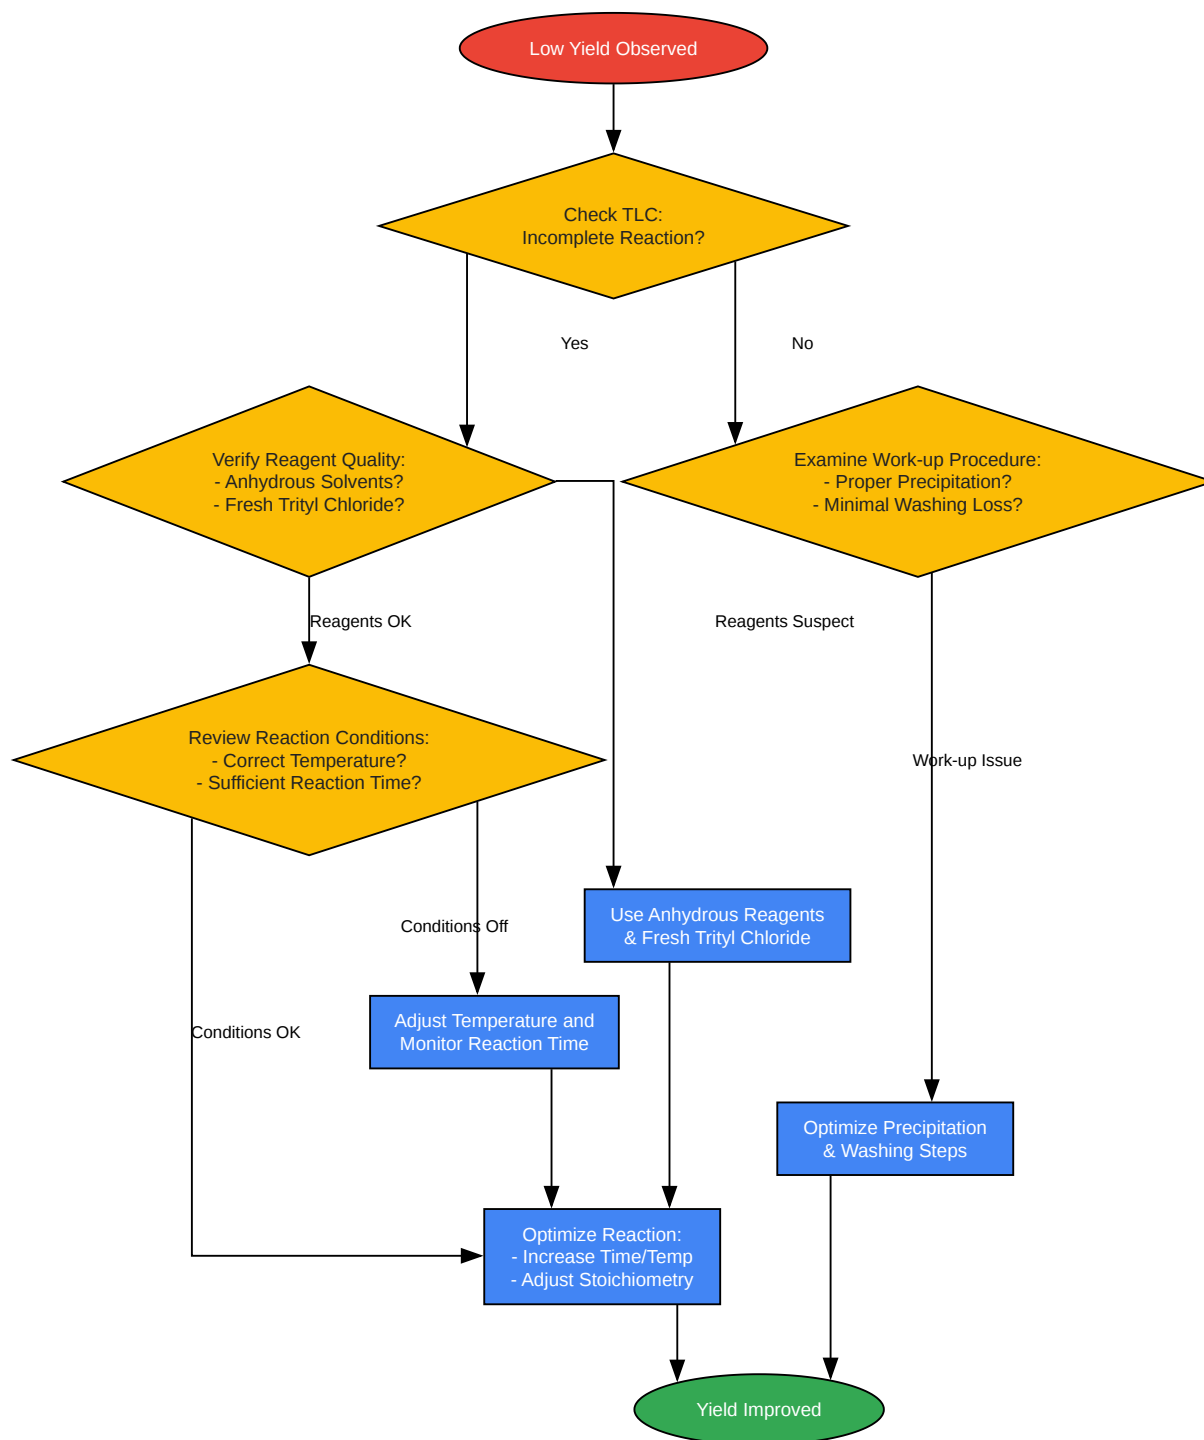 Low Yield Observed
Check TLC:
Incomplete Reaction?
Yes
No
Verify Reagent Quality:
- Anhydrous Solvents?
- Fresh Trityl Chloride?
Examine Work-up Procedure:
- Proper Precipitation?
- Minimal Washing Loss?
Reagents OK
Reagents Suspect
Review Reaction Conditions:
- Correct Temperature?
- Sufficient Reaction Time?
Work-up Issue
Conditions Off
Use Anhydrous Reagents
& Fresh Trityl Chloride
Conditions OK
Adjust Temperature and
Monitor Reaction Time
Optimize Precipitation
& Washing Steps
Optimize Reaction:
- Increase Time/Temp
- Adjust Stoichiometry
Yield Improved